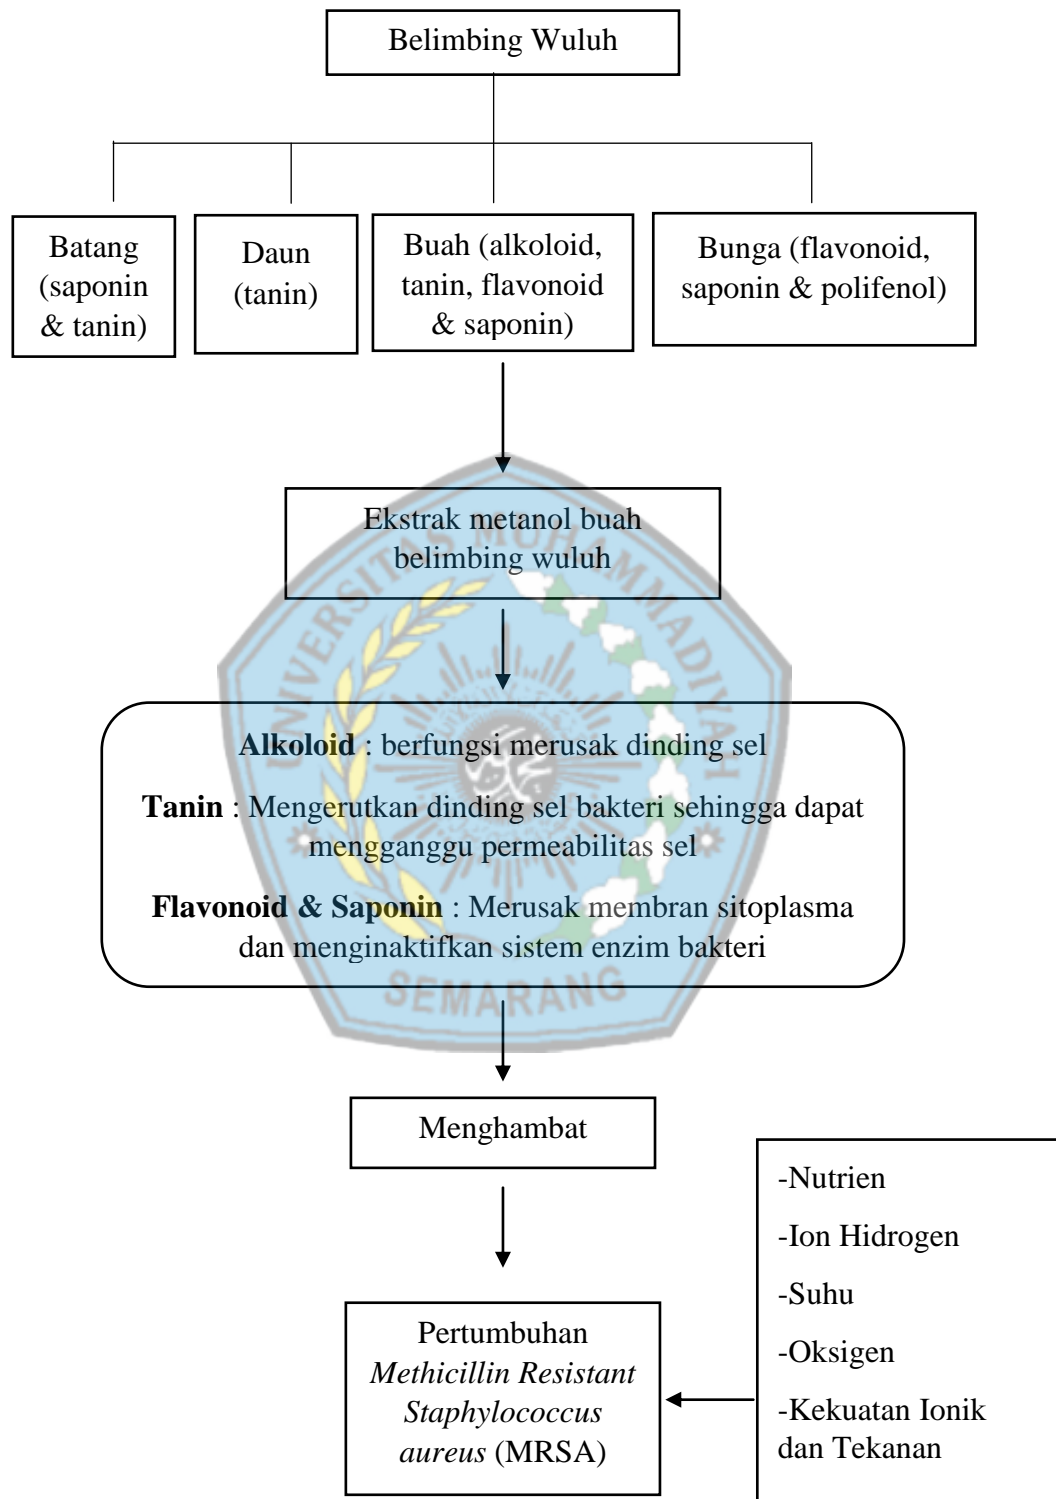 Belimbing Wuluh
Batang
(saponin
& tanin)
Daun
(tanin)
Buah (alkoloid,
tanin, flavonoid
& saponin)
Bunga (flavonoid,
saponin & polifenol)
Ekstrak metanol buah
belimbing wuluh
UNIVERSITAS MUHAMMADIYAH
Alkoloid : berfungsi merusak dinding sel
Tanin : Mengerutkan dinding sel bakteri sehingga dapat
mengganggu permeabilitas sel
Flavonoid & Saponin : Merusak membran sitoplasma
dan menginaktifkan sistem enzim bakteri
SEMARANG
Menghambat
Pertumbuhan
Methicillin Resistant
Staphylococcus
aureus (MRSA)
-Nutrien
-Ion Hidrogen
-Suhu
-Oksigen
-Kekuatan Ionik
dan Tekanan